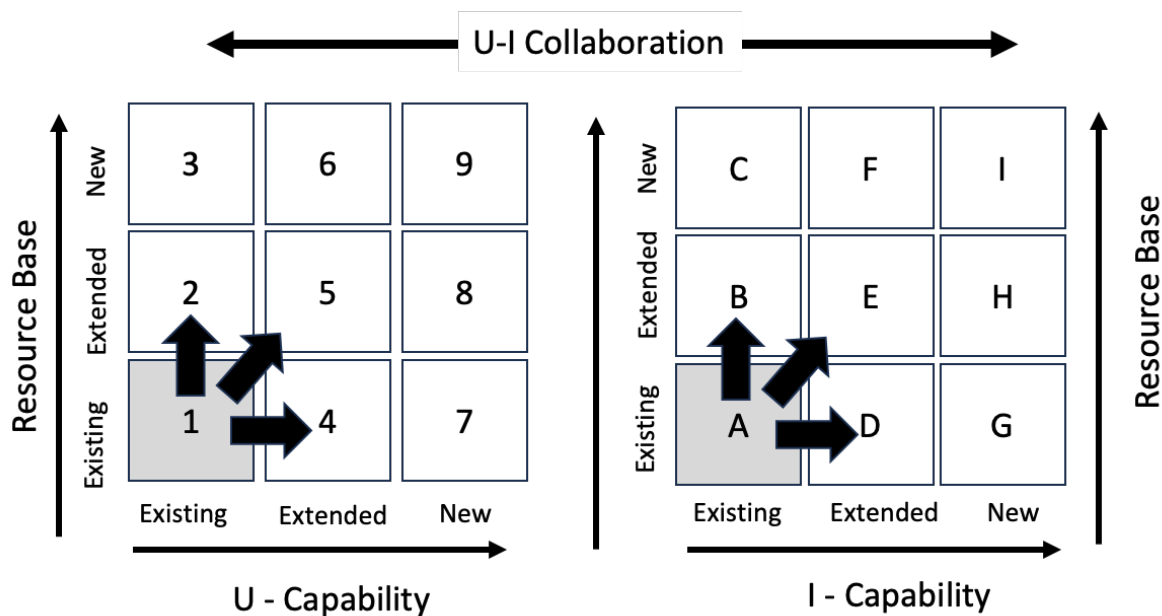 U-I Collaboration
Resource Base
New
Extended
Existing
3 6 9
2 5 8
1 4 7
Existing Extended New
U - Capability
New
Extended
Existing
C F I
B E H
A D G
Existing Extended New
I - Capability
Resource Base